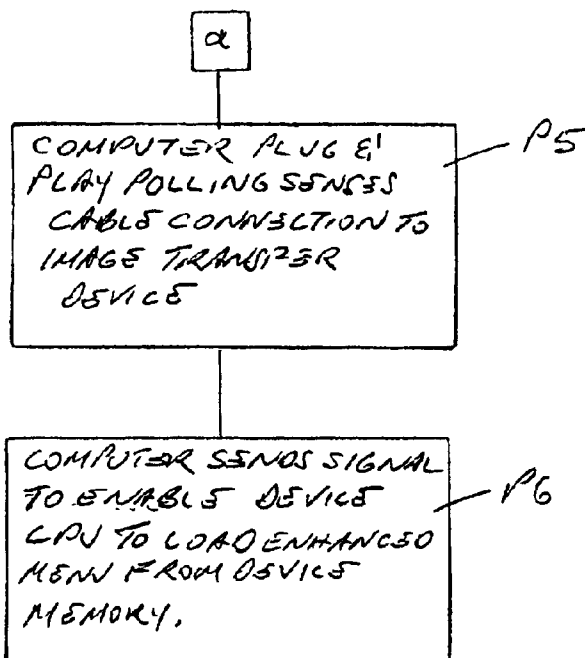 α
COMPUTER PLUG &
PLAY POLLING SENSES
CABLE CONNECTION TO
IMAGE TRANSFER
DEVICE
P5
COMPUTER SENDS SIGNAL
TO ENABLE DEVICE
CPU TO LOAD ENHANCED
MENU FROM DEVICE
MEMORY.
P6